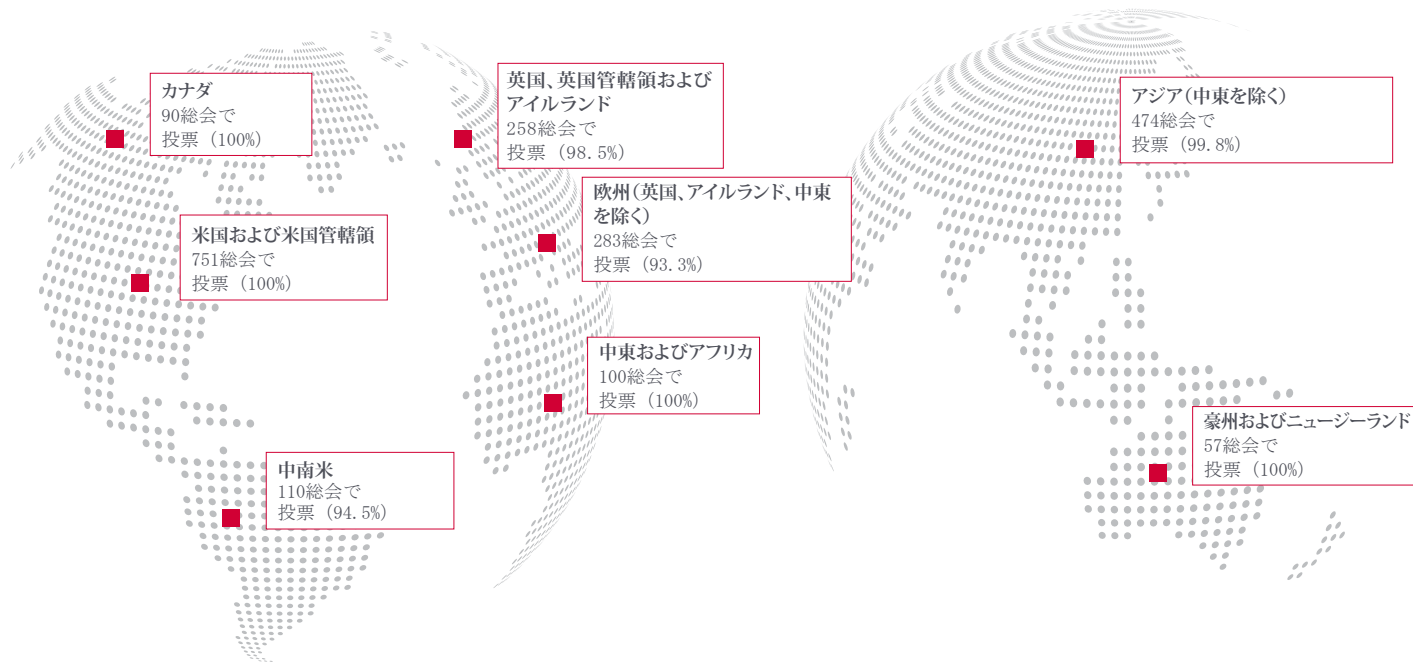 カナダ
90総会で
投票 (100%)
英国、英国管轄領および
アイルランド
258総会で
投票 (98.5%)
アジア(中東を除く)
474総会で
投票 (99.8%)
欧州(英国、アイルランド、中東
を除く)
283総会で
投票 (93.3%)
米国および米国管轄領
751総会で
投票 (100%)
中東およびアフリカ
100総会で
投票 (100%)
豪州およびニュージーランド
57総会で
投票 (100%)
中南米
110総会で
投票 (94.5%)